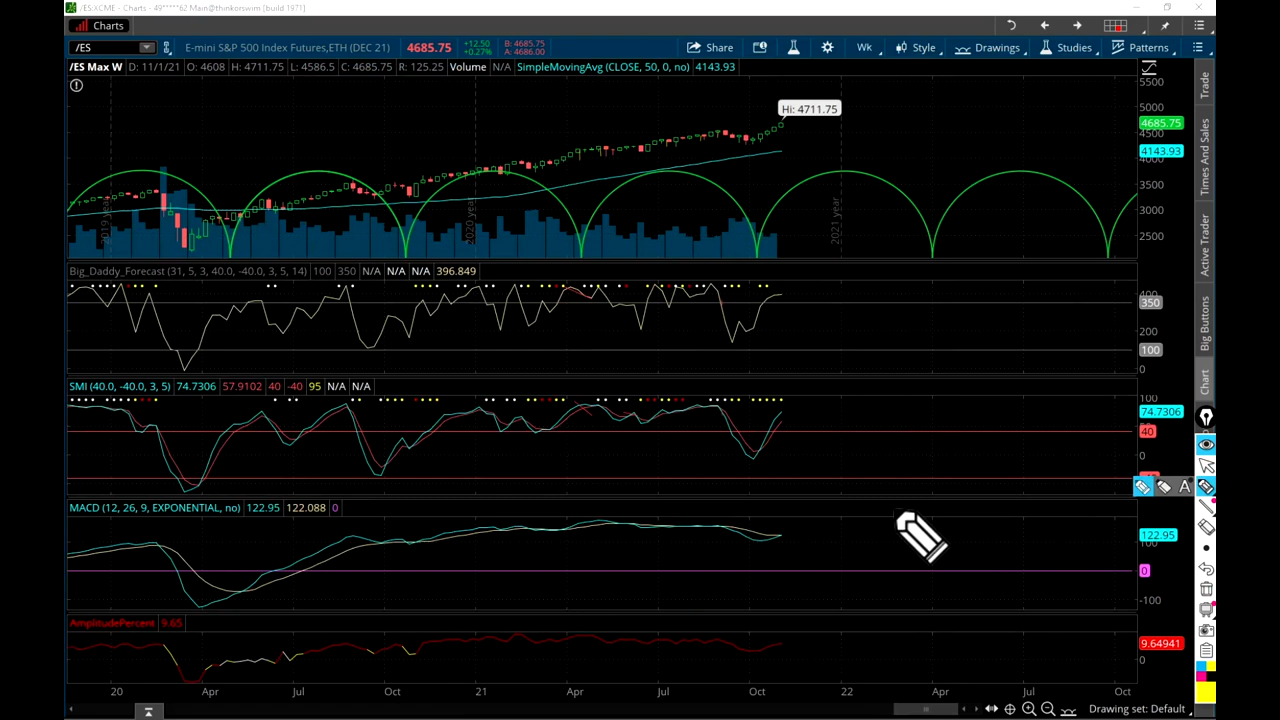 /ES:XCME - Charts - 49*****62 Main@thinkorswim [build 1971]
Charts
/ES E-mini S&P 500 Index Futures,ETH (DEC 21) 4685.75 +12.50 +0.27% B: 4685.75 A: 4686.00 Share Wk Style Drawings Studies Patterns
/ES Max W D: 11/1/21 O: 4608 H: 4711.75 L: 4586.5 C: 4685.75 R: 125.25 Volume N/A SimpleMovingAvg (CLOSE, 50, 0, no) 4143.93
5500
5000
Hi: 4711.75
4685.75
4500
4143.93
4000
3500
3000
2500
2019 year
2020 year
2021 year
Big_Daddy_Forecast (31, 5, 3, 40.0, -40.0, 3, 5, 14) 100 350 N/A N/A N/A 396.849
400
350
200
100
0
SMI (40.0, -40.0, 3, 5) 74.7306 57.9102 40 -40 95 N/A N/A
100
74.7306
40
0
MACD (12, 26, 9, EXPONENTIAL, no) 122.95 122.088 0
122.95
100
0
-100
AmplitudePercent 9.65
9.64941
0
20 Apr Jul Oct 21 Apr Jul Oct 22 Apr Jul Oct
Drawing set: Default
Trade
Times And Sales
Active Trader
Big Buttons
Chart
A